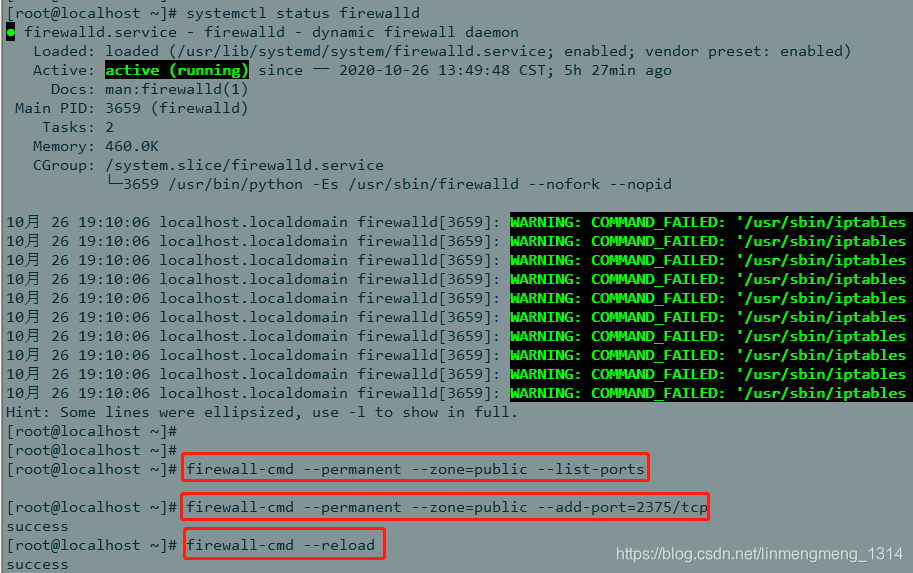 [root@localhost ~]# systemctl status firewalld
● firewalld.service - firewalld - dynamic firewall daemon
   Loaded: loaded (/usr/lib/systemd/system/firewalld.service; enabled; vendor preset: enabled)
   Active: active (running) since 一 2020-10-26 13:49:48 CST; 5h 27min ago
     Docs: man:firewalld(1)
 Main PID: 3659 (firewalld)
    Tasks: 2
   Memory: 460.0K
   CGroup: /system.slice/firewalld.service
           └─3659 /usr/bin/python -Es /usr/sbin/firewalld --nofork --nopid
10月 26 19:10:06 localhost.localdomain firewalld[3659]: WARNING: COMMAND_FAILED: '/usr/sbin/iptables
10月 26 19:10:06 localhost.localdomain firewalld[3659]: WARNING: COMMAND_FAILED: '/usr/sbin/iptables
10月 26 19:10:06 localhost.localdomain firewalld[3659]: WARNING: COMMAND_FAILED: '/usr/sbin/iptables
10月 26 19:10:06 localhost.localdomain firewalld[3659]: WARNING: COMMAND_FAILED: '/usr/sbin/iptables
10月 26 19:10:06 localhost.localdomain firewalld[3659]: WARNING: COMMAND_FAILED: '/usr/sbin/iptables
10月 26 19:10:06 localhost.localdomain firewalld[3659]: WARNING: COMMAND_FAILED: '/usr/sbin/iptables
10月 26 19:10:06 localhost.localdomain firewalld[3659]: WARNING: COMMAND_FAILED: '/usr/sbin/iptables
10月 26 19:10:06 localhost.localdomain firewalld[3659]: WARNING: COMMAND_FAILED: '/usr/sbin/iptables
10月 26 19:10:06 localhost.localdomain firewalld[3659]: WARNING: COMMAND_FAILED: '/usr/sbin/iptables
10月 26 19:10:06 localhost.localdomain firewalld[3659]: WARNING: COMMAND_FAILED: '/usr/sbin/iptables
Hint: Some lines were ellipsized, use -l to show in full.
[root@localhost ~]#
[root@localhost ~]#
[root@localhost ~]# firewall-cmd --permanent --zone=public --list-ports
[root@localhost ~]# firewall-cmd --permanent --zone=public --add-port=2375/tcp
success
[root@localhost ~]# firewall-cmd --reload
success
https://blog.csdn.net/linmengmeng_1314